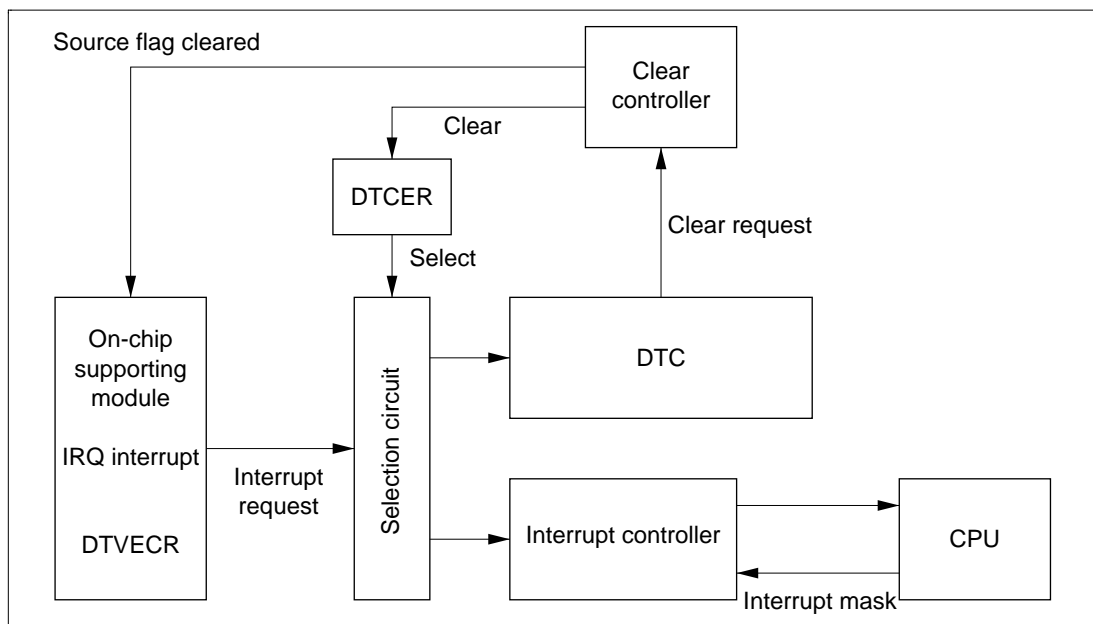 Source flag cleared
Clear
controller
Clear
DTCER
Clear request
Select
On-chip
supporting
module
IRQ interrupt
DTVECR
Interrupt
request
Selection circuit
DTC
Interrupt controller
CPU
Interrupt mask